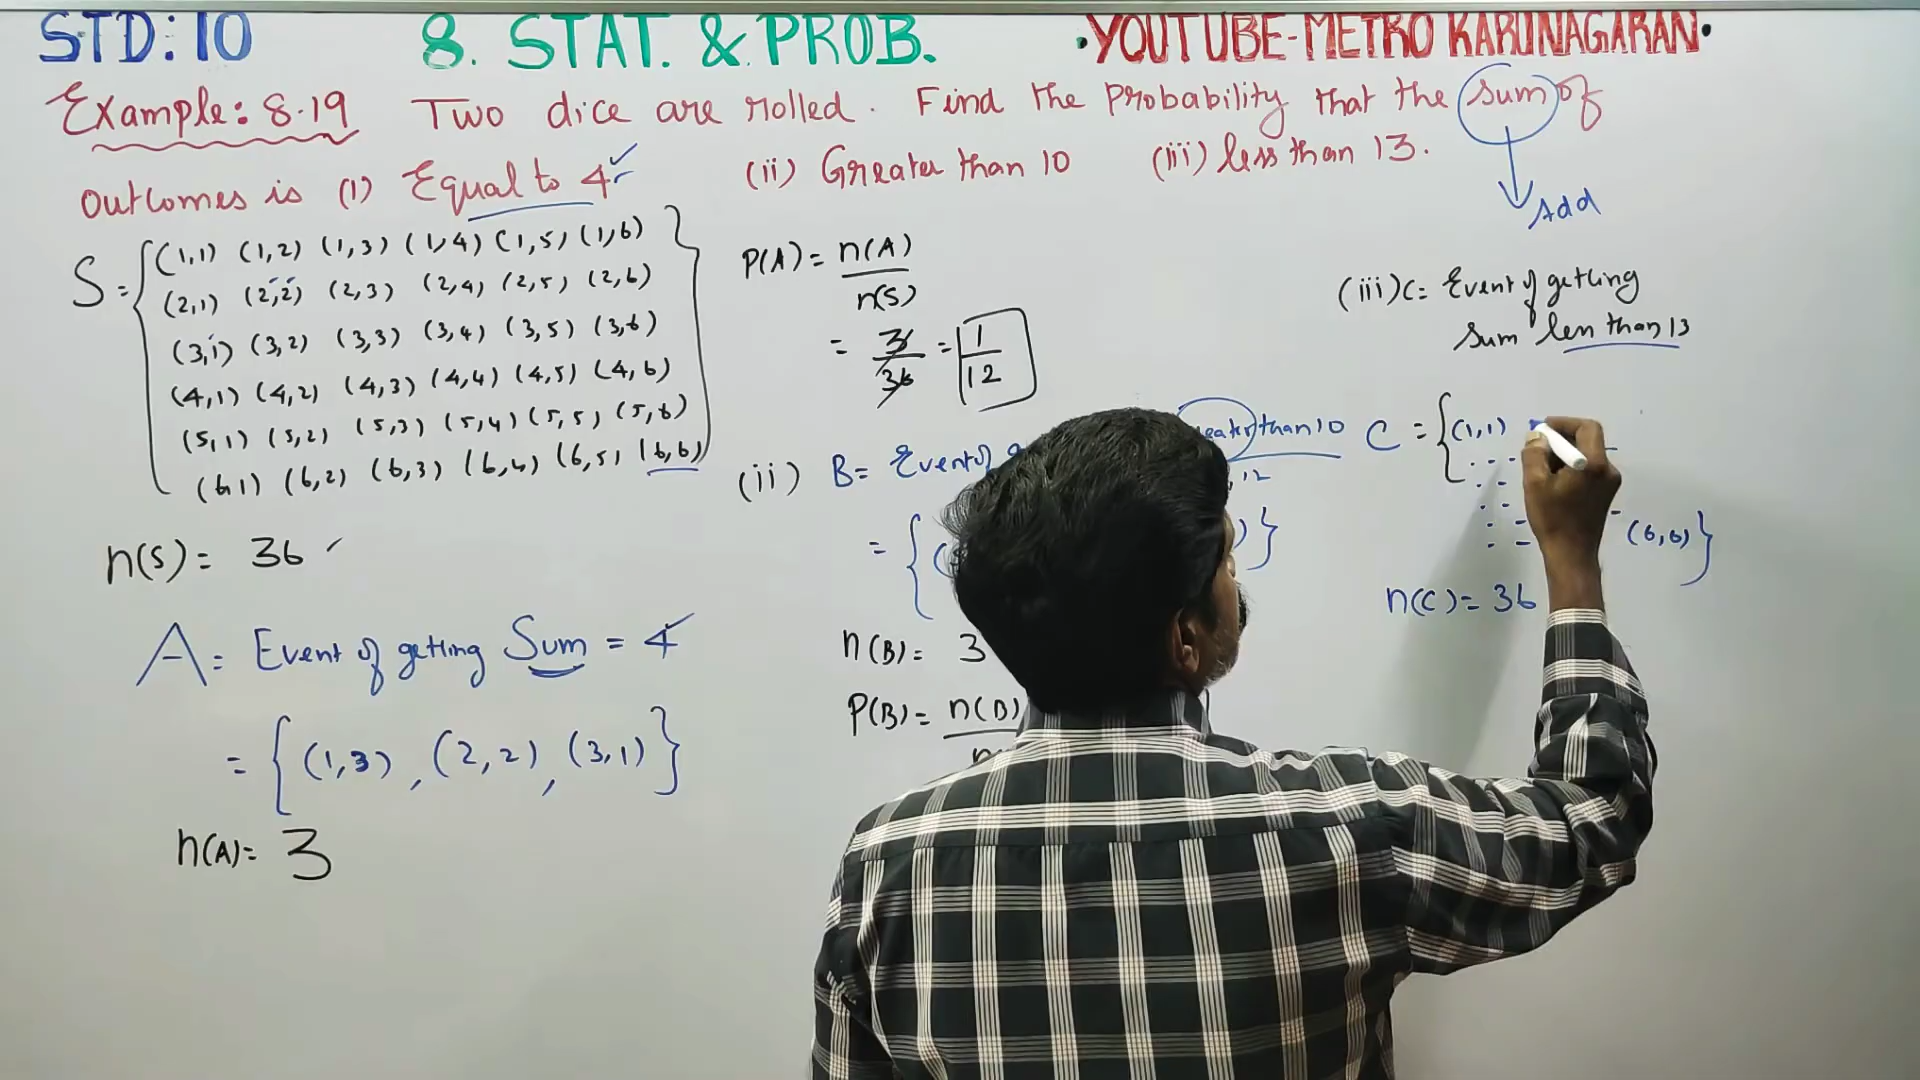 STD: 10 8. STAT. & PROB. •YOUTUBE-METRO KARUNAGARAN•
Example: 8.19 Two dice are rolled. Find the Probability that the sum of
outcomes is (i) Equal to 4 (ii) Greater than 10 (iii) less than 13.
Add
S = { (1,1) (1,2) (1,3) (1,4) (1,5) (1,6)
(2,1) (2,2) (2,3) (2,4) (2,5) (2,6)
(3,1) (3,2) (3,3) (3,4) (3,5) (3,6)
(4,1) (4,2) (4,3) (4,4) (4,5) (4,6)
(5,1) (5,2) (5,3) (5,4) (5,5) (5,6)
(6,1) (6,2) (6,3) (6,4) (6,5) (6,6) }
n(S) = 36
A = Event of getting Sum = 4
= { (1,3), (2,2), (3,1) }
n(A) = 3
P(A) = n(A)
n(S)
= 3 = 1
36 12
(ii) B = Event of than 10
, 12
= { ) }
n(B) = 3
P(B) = n(B)
(iii) C = Event of getting
Sum less than 13
C = { (1,1)
(6,6) }
n(C) = 36